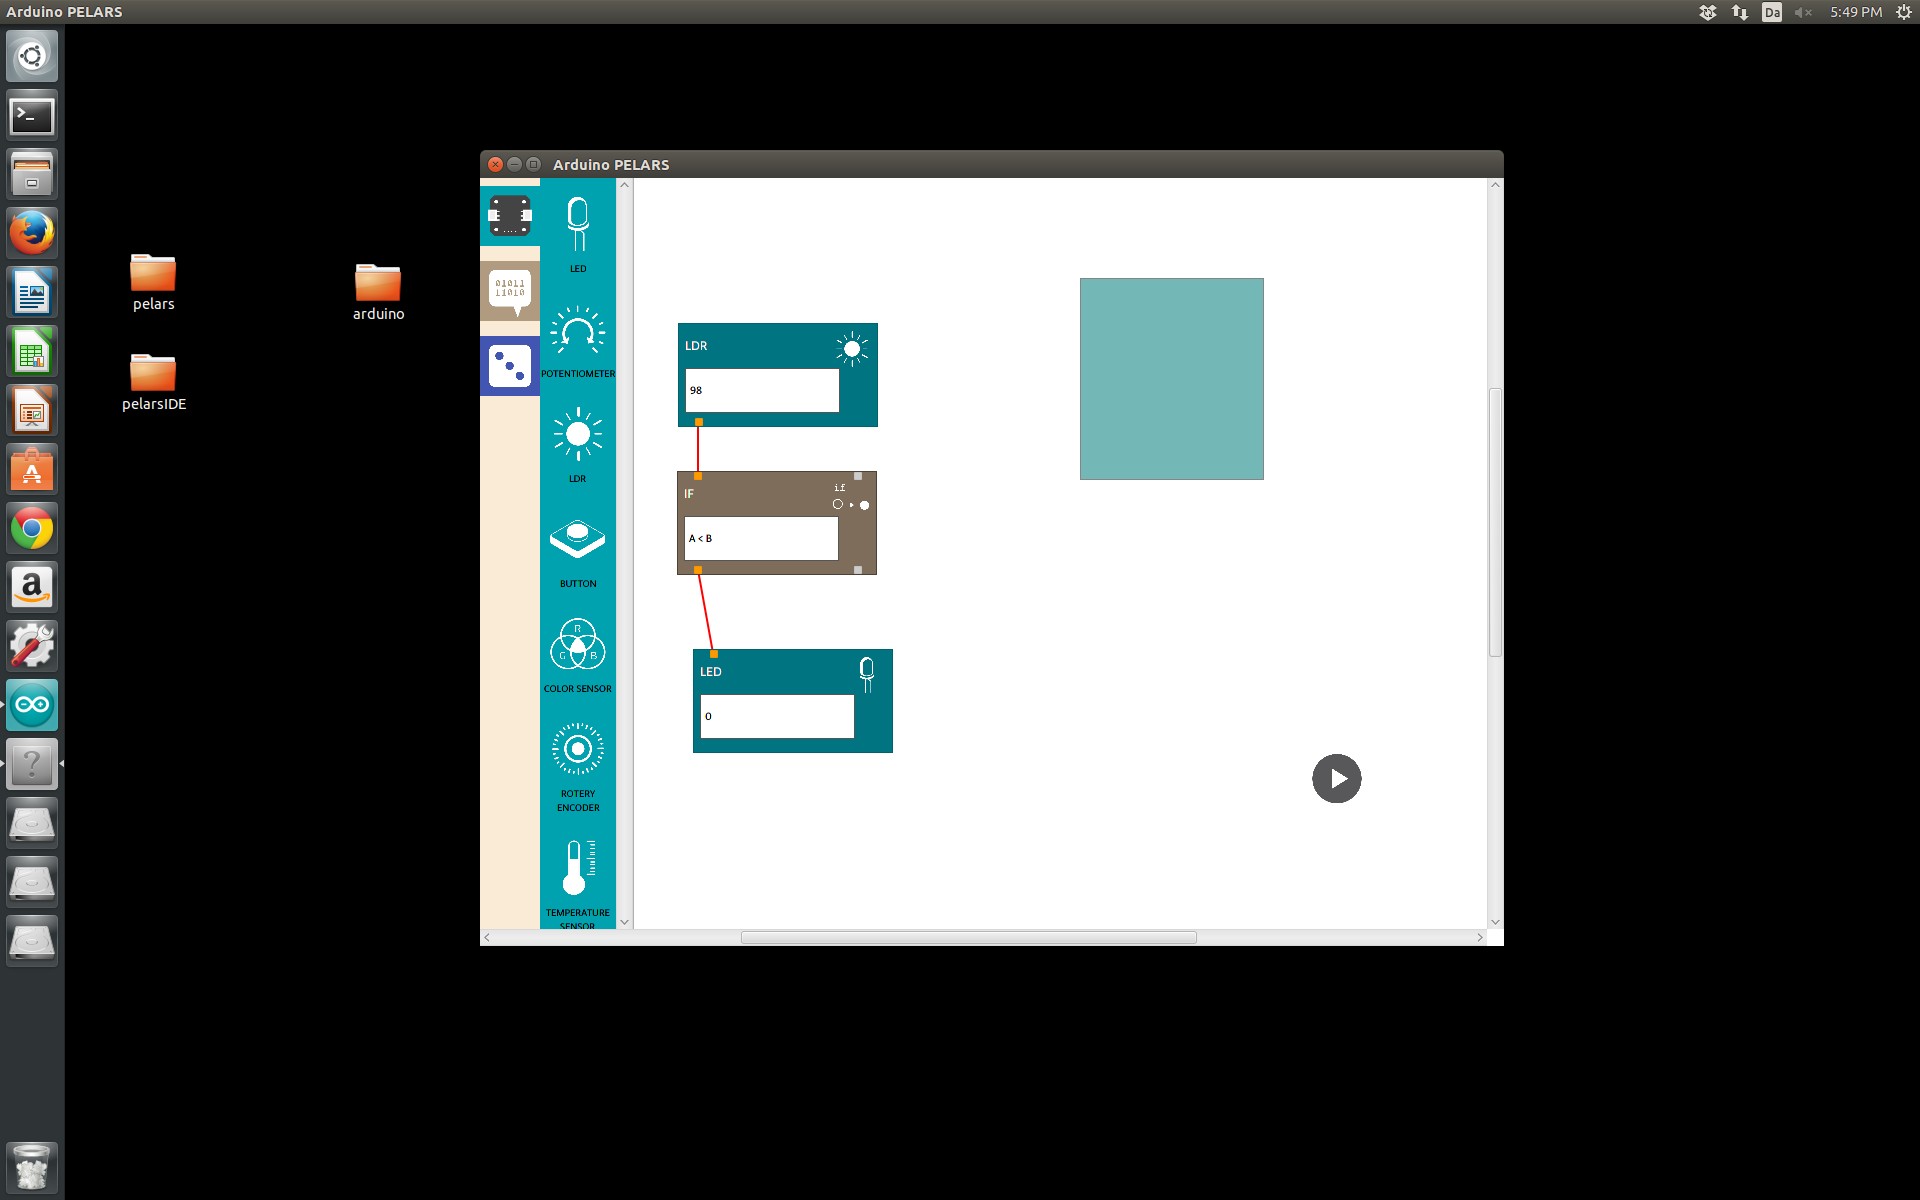 Arduino PELARS
Da
5:49 PM
pelars
arduino
pelarsIDE
Arduino PELARS
01011
11010
LED
POTENTIOMETER
LDR
BUTTON
R
G B
COLOR SENSOR
ROTERY
ENCODER
TEMPERATURE
SENSOR
LDR
98
IF
if
A < B
LED
0